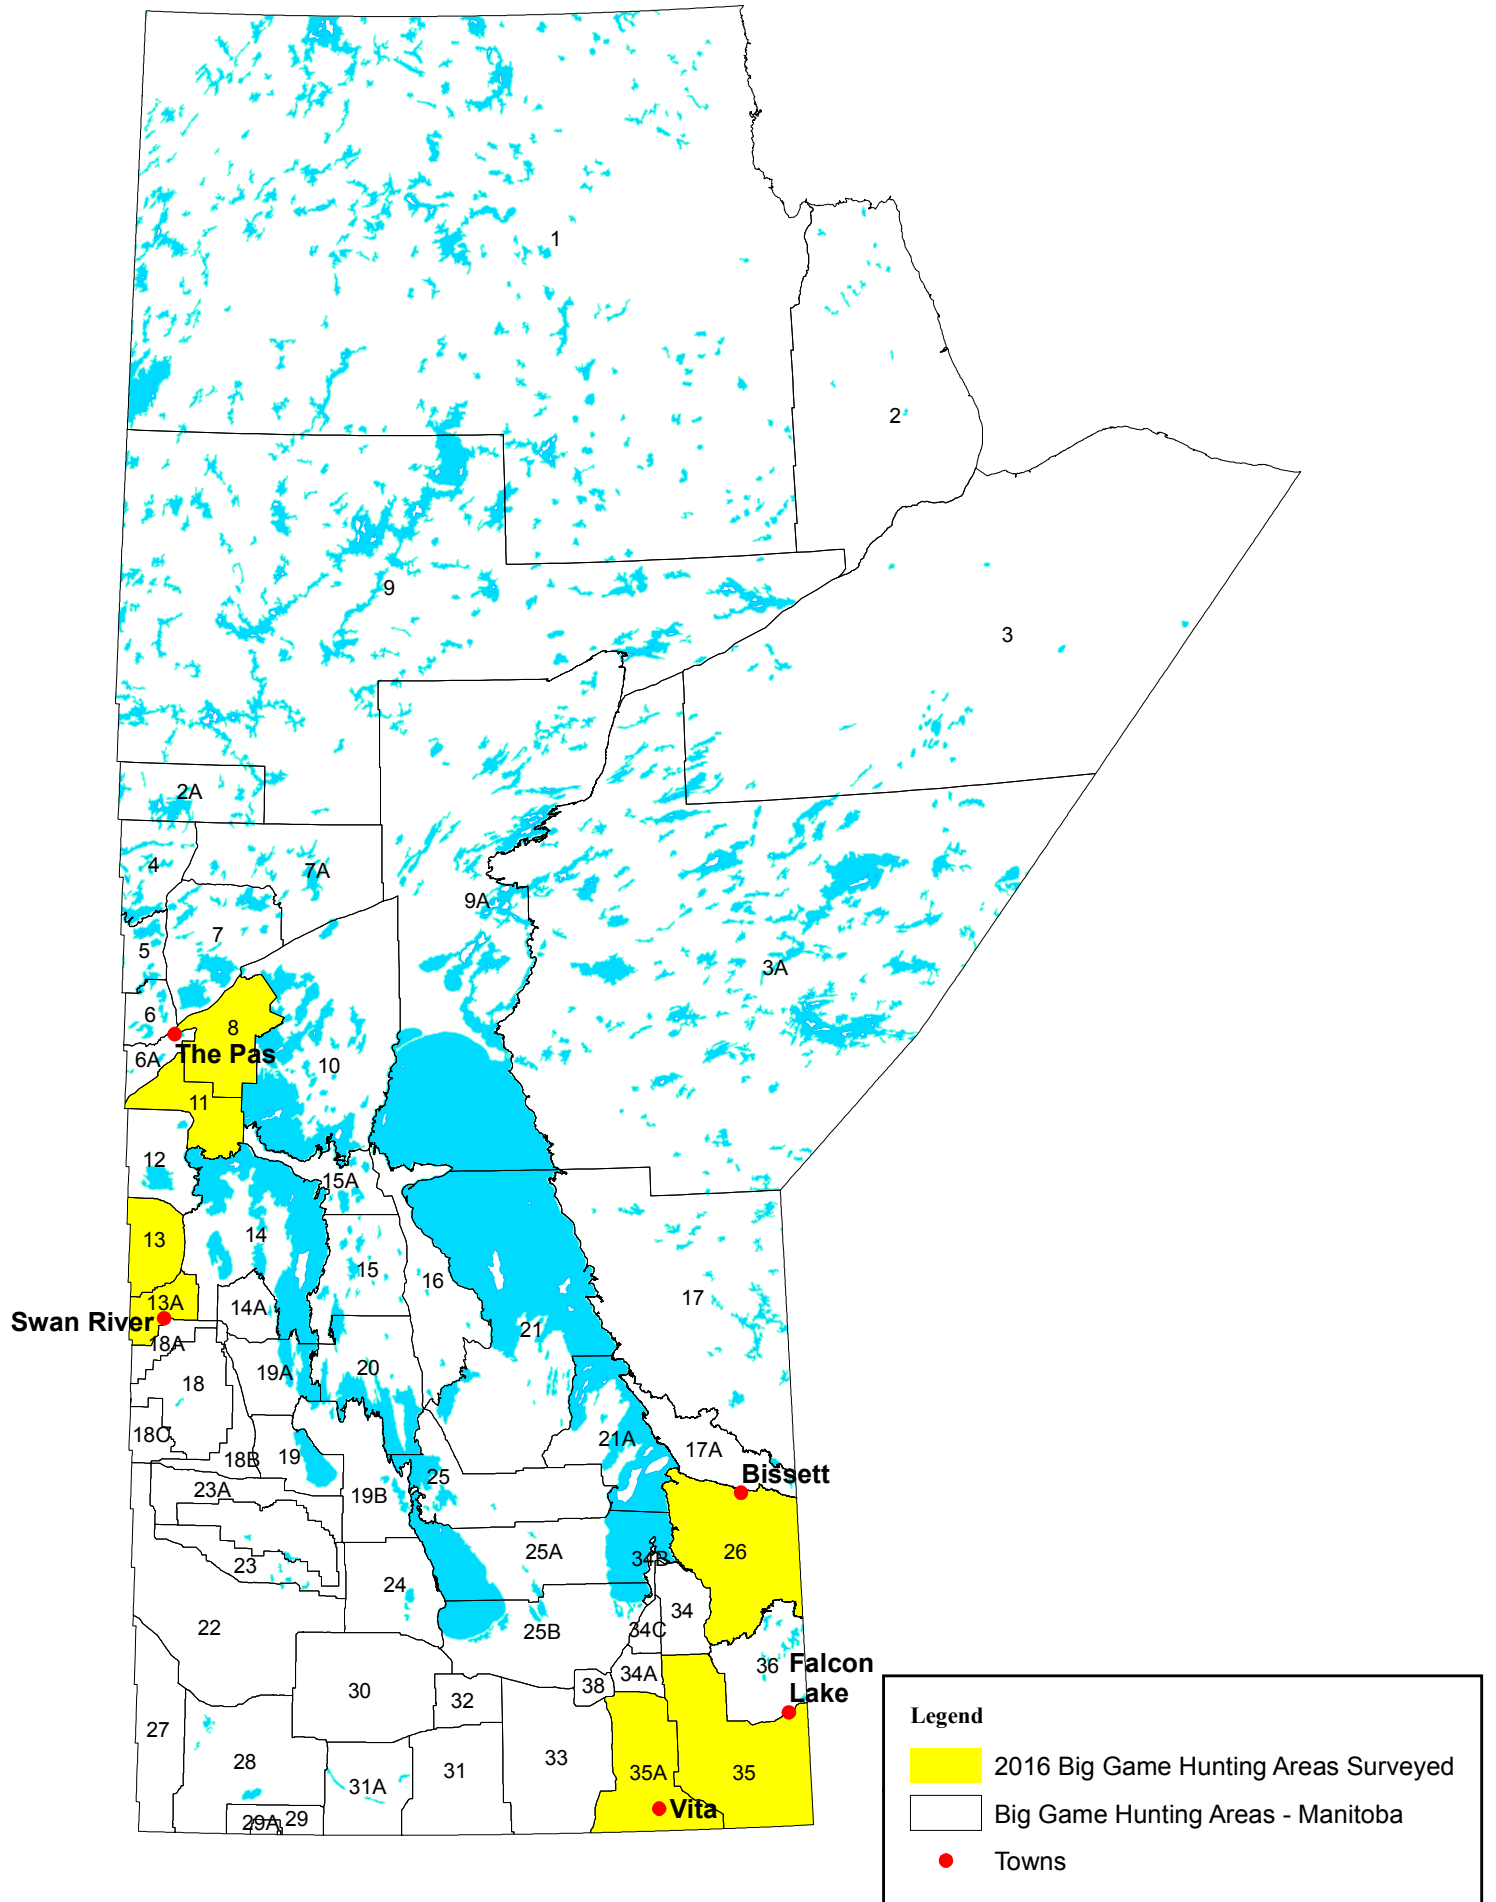 1
2
9
3
2A
4
7A
9A
7
5
3A
6
8
The Pas
6A
10
11
12
15A
13
14
15
16
17
13A
14A
Swan River
21
18A
20
19A
18
18C
21A
17A
18B
19
25
Bissett
23A
19B
25A
34B
26
23
24
34
22
25B
34C
36
Falcon
Lake
34A
38
30
32
27
28
33
31
31A
35A
35
Vita
29A
29
Legend
2016 Big Game Hunting Areas Surveyed
Big Game Hunting Areas - Manitoba
Towns